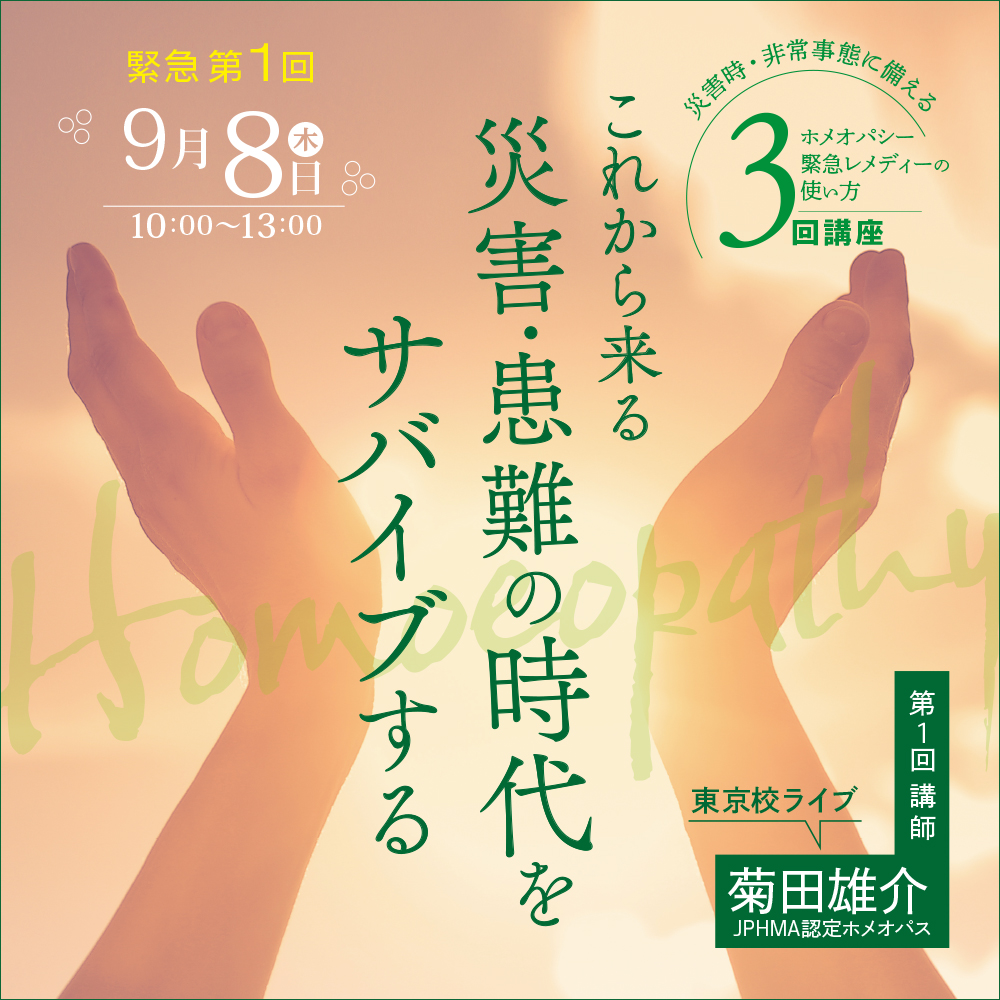 緊急 第1回
9月8日
木
10:00〜13:00
災害時・非常事態に備える
ホメオパシー
緊急レメディーの
使い方
3回講座
これから来る
災害・患難の時代を
サバイブする
Homoeopathy
第1回 講師
東京校ライブ
菊田雄介
JPHMA認定ホメオパス